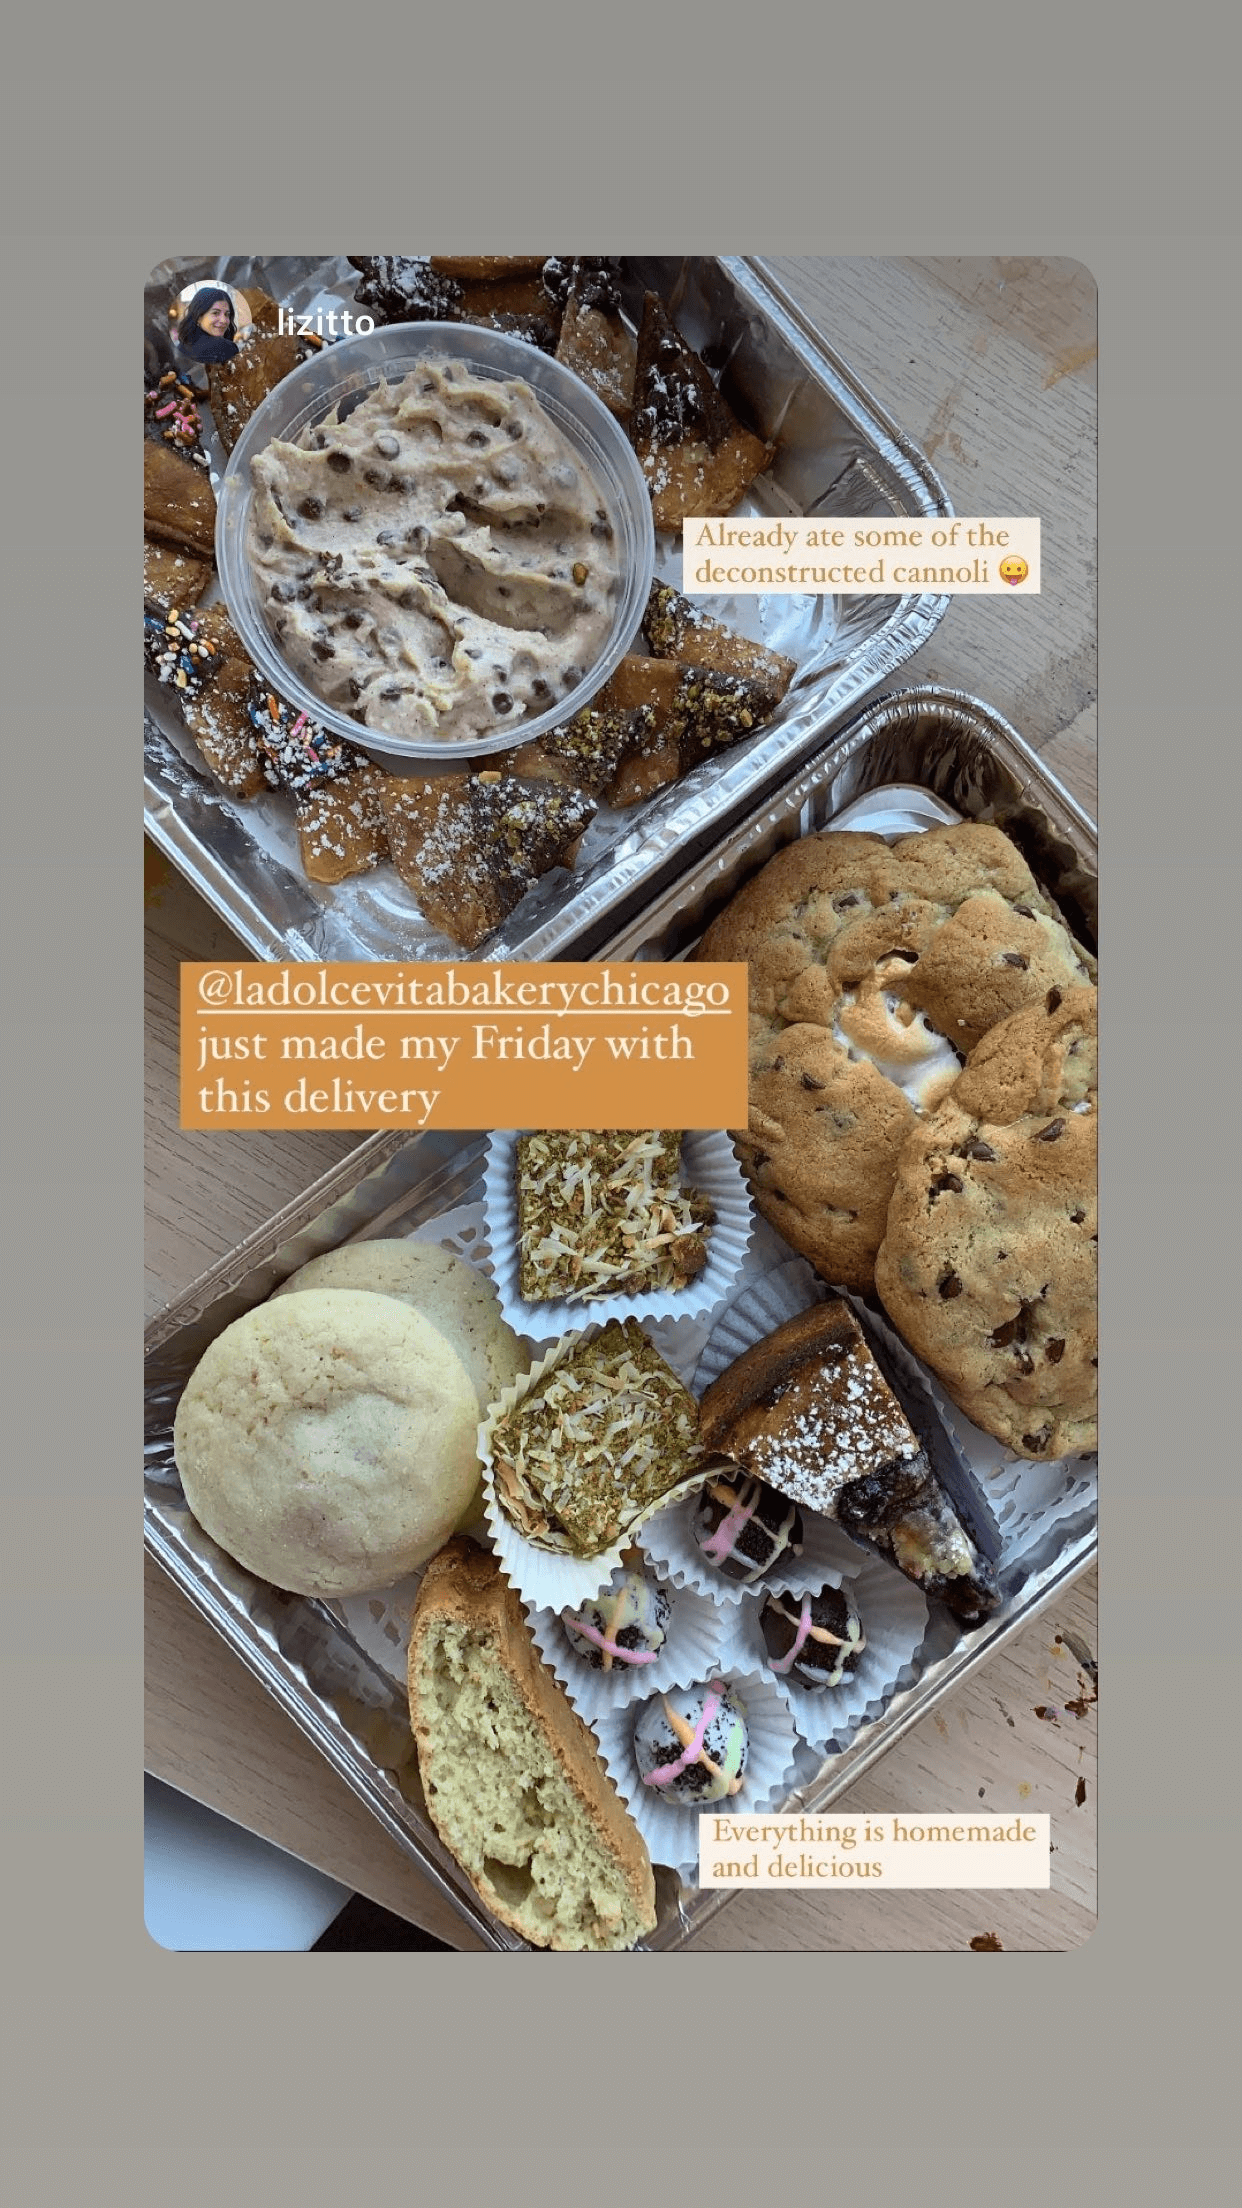 lizitto
Already ate some of the
deconstructed cannoli 😛
@ladolcevitabakerychicago
just made my Friday with
this delivery
Everything is homemade
and delicious